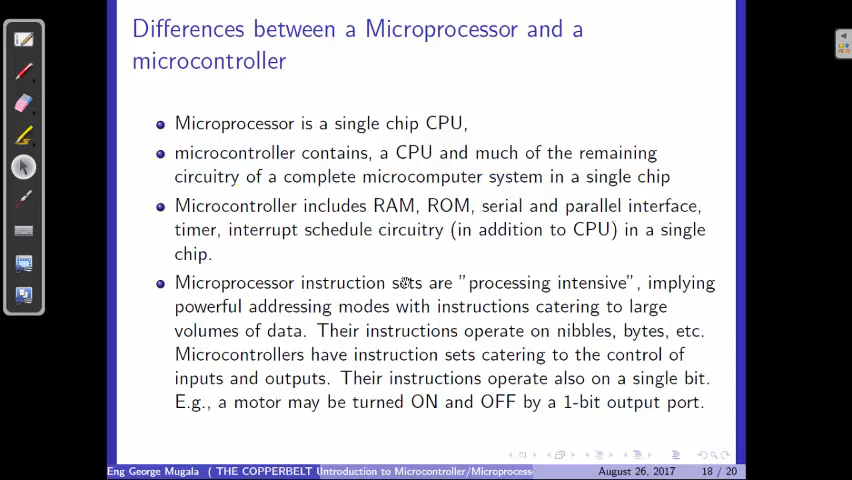 Differences between a Microprocessor and a
microcontroller
Microprocessor is a single chip CPU,
microcontroller contains, a CPU and much of the remaining
circuitry of a complete microcomputer system in a single chip
Microcontroller includes RAM, ROM, serial and parallel interface,
timer, interrupt schedule circuitry (in addition to CPU) in a single
chip.
Microprocessor instruction sets are "processing intensive", implying
powerful addressing modes with instructions catering to large
volumes of data. Their instructions operate on nibbles, bytes, etc.
Microcontrollers have instruction sets catering to the control of
inputs and outputs. Their instructions operate also on a single bit.
E.g., a motor may be turned ON and OFF by a 1-bit output port.
Eng George Mugala ( THE COPPERBELT Introduction to Microcontroller/Microprocess August 26, 2017 18 / 20